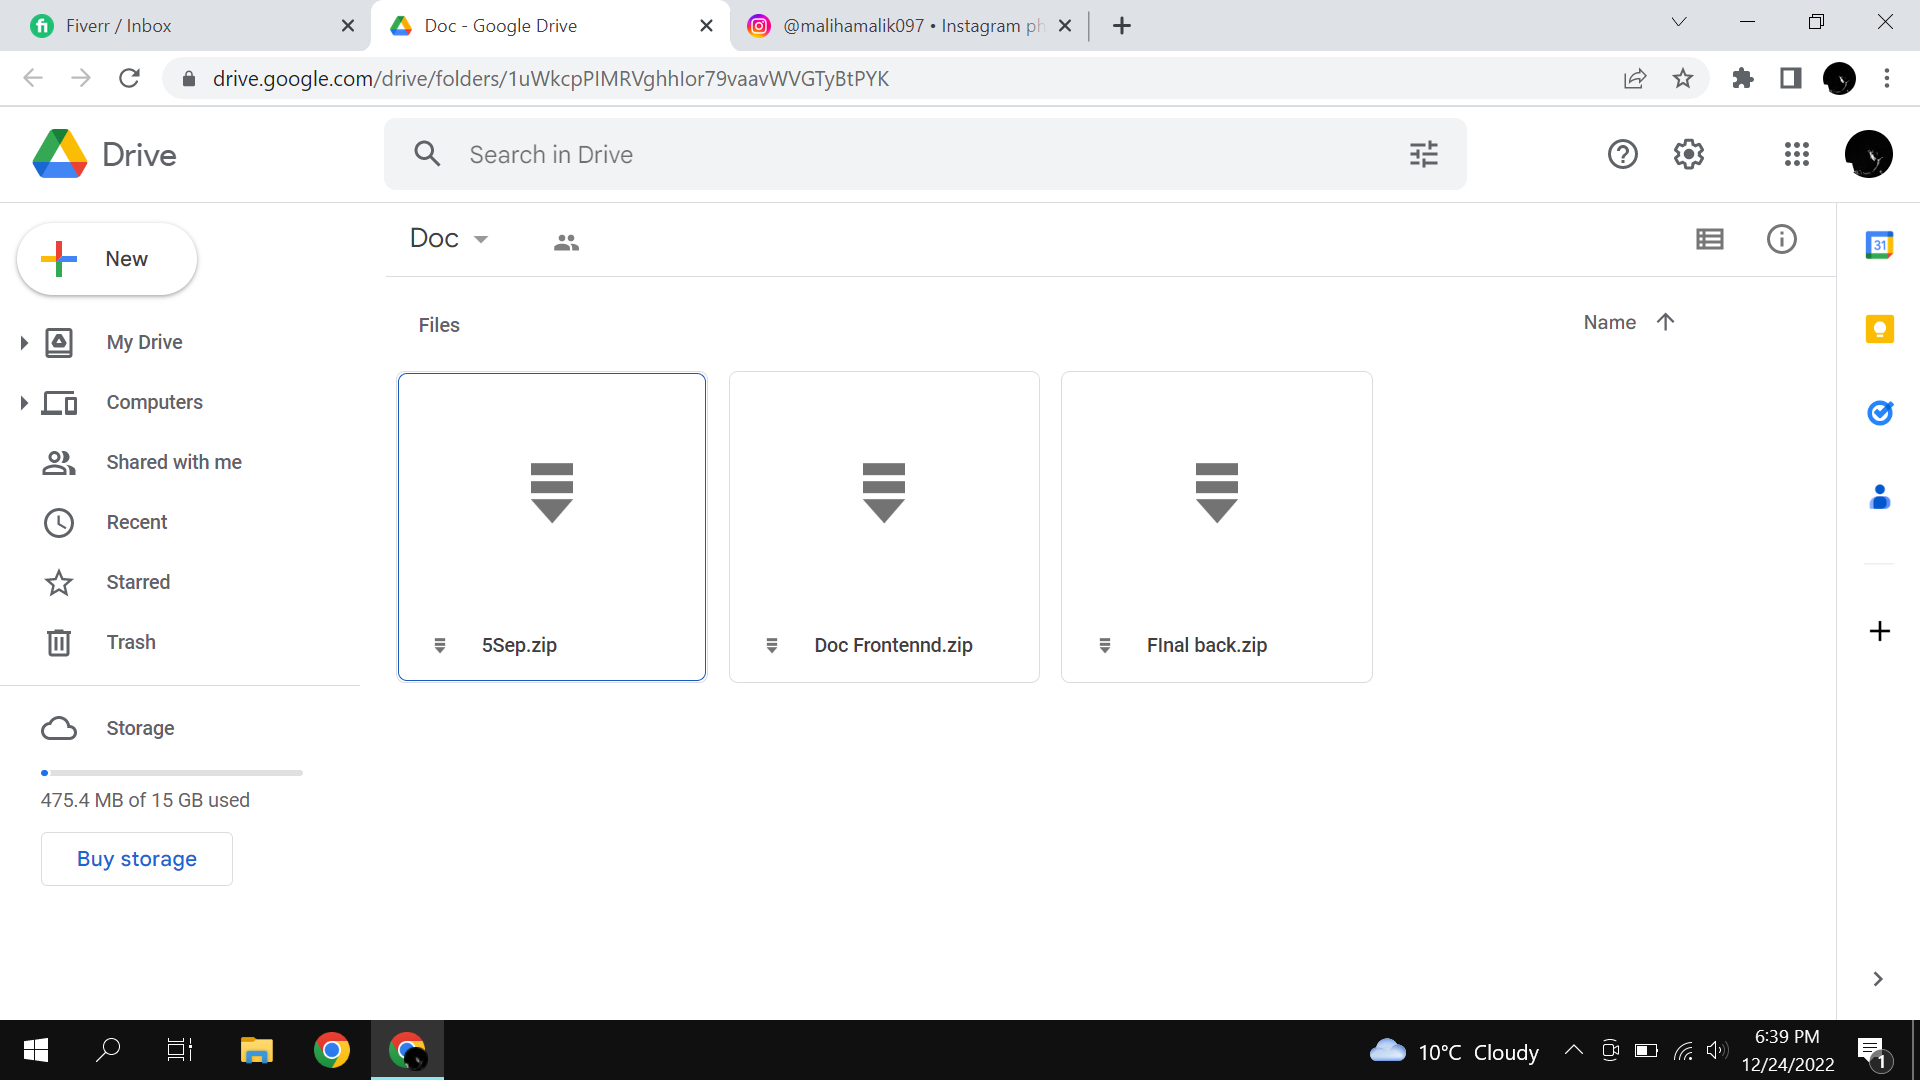 Fiverr / Inbox
Doc - Google Drive
@malihamalik097 • Instagram ph
drive.google.com/drive/folders/1uWkcpPIMRVghhIor79vaavWVGTyBtPYK
Drive
Search in Drive
New
Doc
31
My Drive
Computers
Shared with me
Recent
Starred
Trash
Storage
475.4 MB of 15 GB used
Buy storage
Files
Name
5Sep.zip
Doc Frontennd.zip
FInal back.zip
10°C Cloudy
6:39 PM
12/24/2022
1